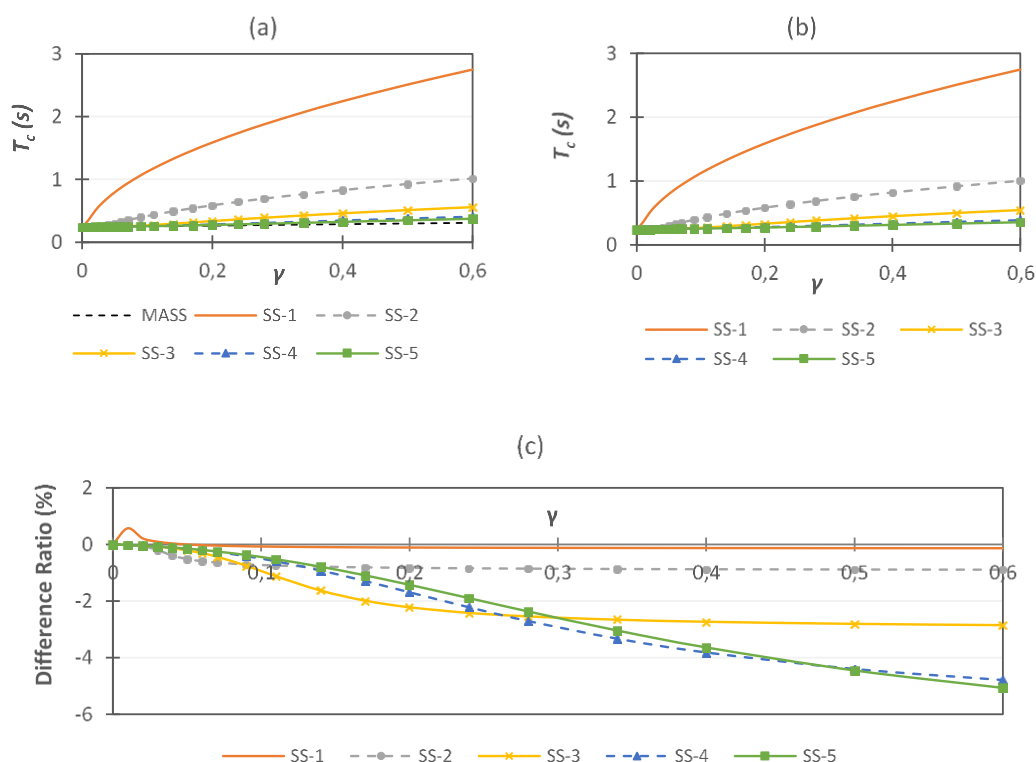 (a)
3
2
1
0
T_c (s)
0
0,2
0,4
0,6
γ
MASS
SS-1
SS-2
SS-3
SS-4
SS-5
(b)
3
2
1
0
T_c (s)
0
0,2
0,4
0,6
γ
SS-1
SS-2
SS-3
SS-4
SS-5
(c)
2
0
-2
-4
-6
Difference Ratio (%)
γ
0
0,1
0,2
0,3
0,4
0,5
0,6
SS-1
SS-2
SS-3
SS-4
SS-5